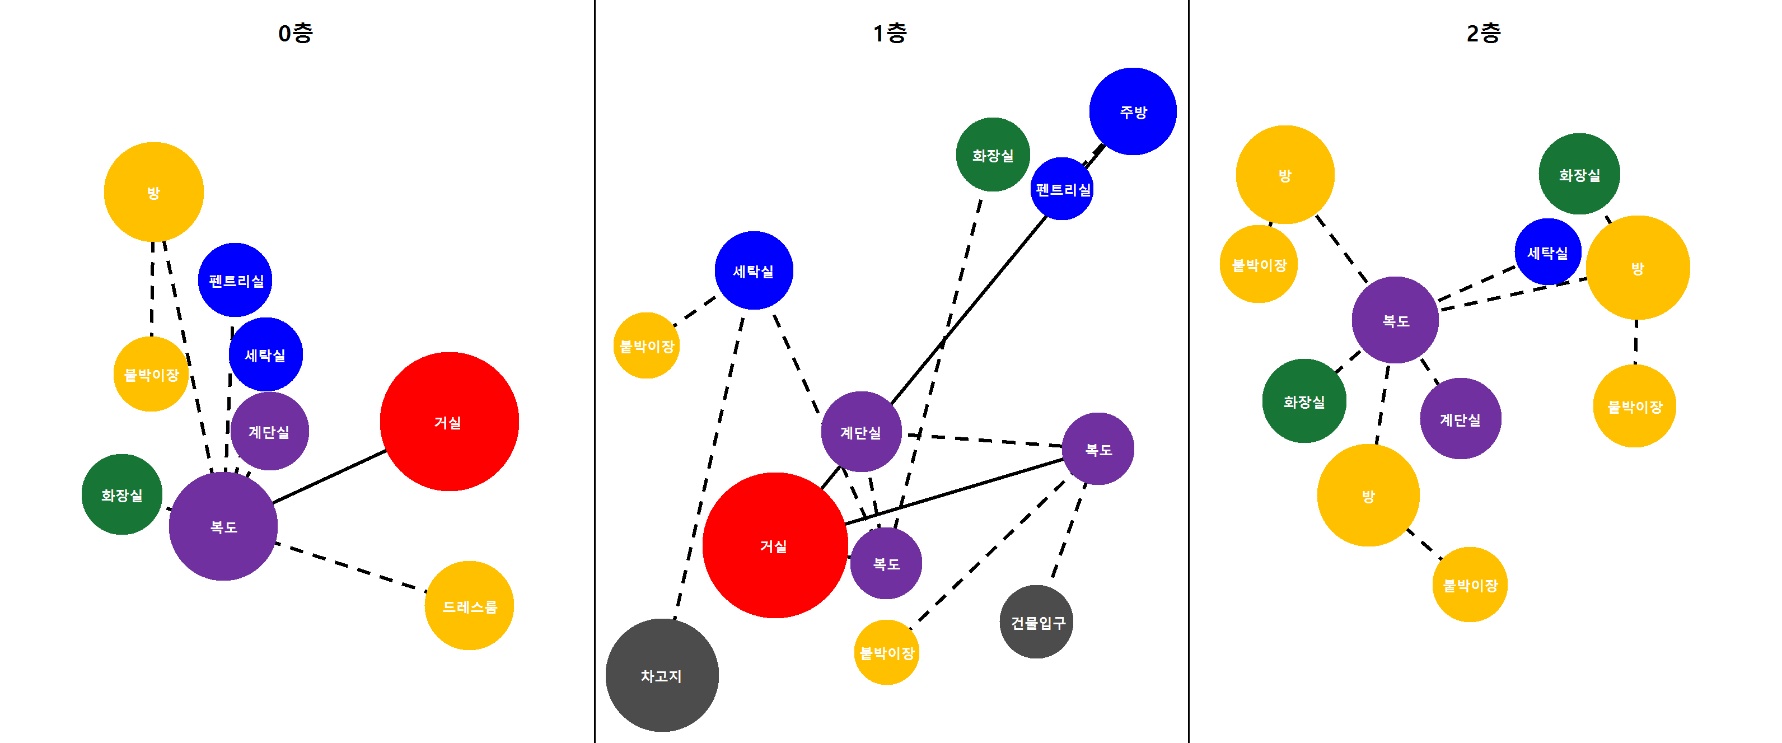 0층
방
펜트리실
세탁실
붙박이장
계단실
거실
화장실
복도
드레스룸
1층
주방
화장실
펜트리실
세탁실
붙박이장
계단실
복도
거실
복도
건물입구
붙박이장
차고지
2층
방
화장실
세탁실
붙박이장
방
복도
화장실
계단실
붙박이장
방
붙박이장